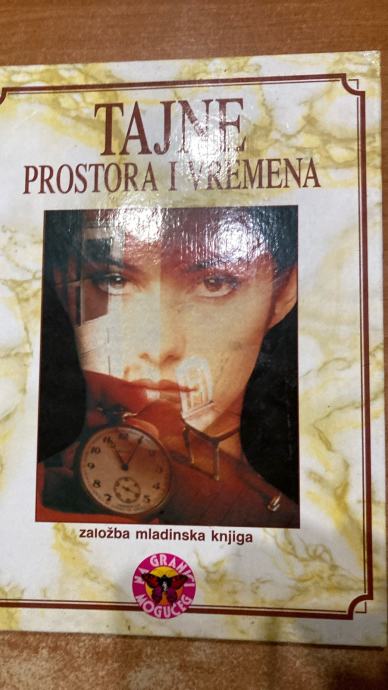 TAJNE
PROSTORA I VREMENA
založba mladinska knjiga
NA GRANICI
MOGUĆEG